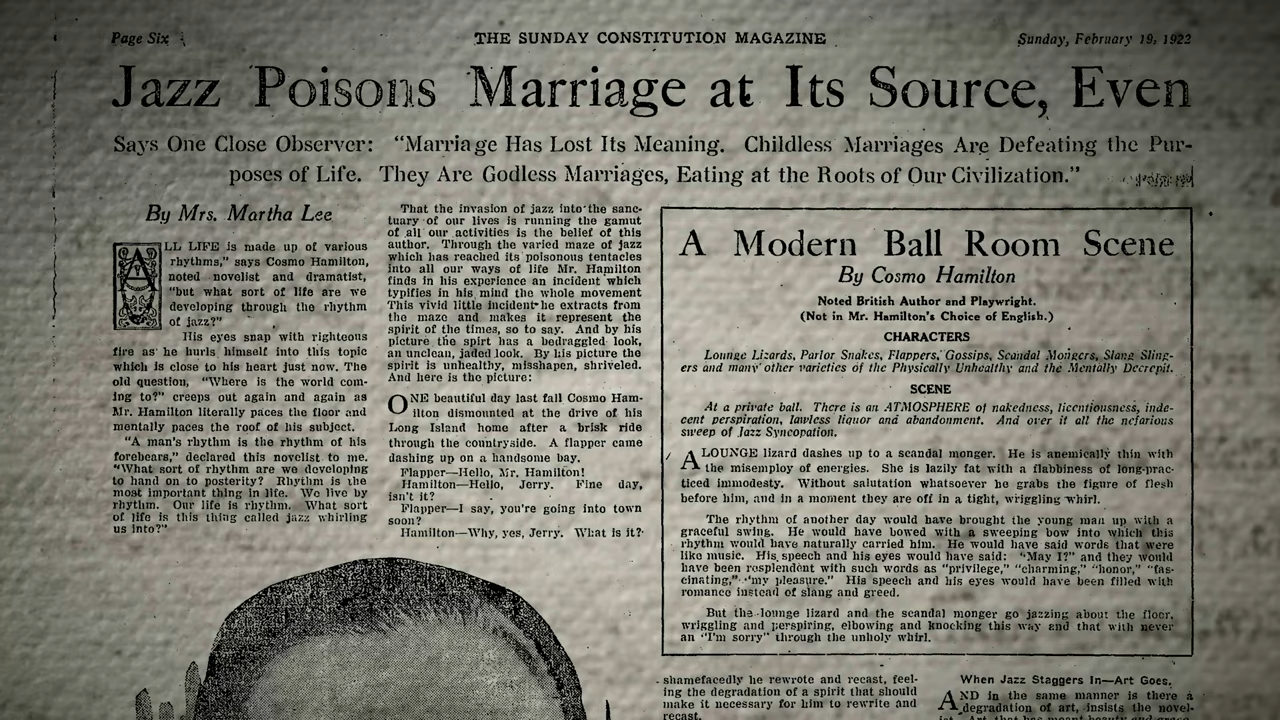 Page Six
THE SUNDAY CONSTITUTION MAGAZINE
Sunday, February 19, 1922
Jazz Poisons Marriage at Its Source, Even
Says One Close Observer: “Marriage Has Lost Its Meaning. Childless Marriages Are Defeating the Pur-
poses of Life. They Are Godless Marriages, Eating at the Roots of Our Civilization.”
By Mrs. Martha Lee
ALL LIFE is made up of various
rhythms,” says Cosmo Hamilton,
noted novelist and dramatist,
“but what sort of life are we
developing through the rhythm
of jazz?”
His eyes snap with righteous
fire as he hurls himself into this topic
which is close to his heart just now. The
old question, “Where is the world com-
ing to?” creeps out again and again as
Mr. Hamilton literally paces the floor and
mentally paces the roof of his subject.
“A man's rhythm is the rhythm of his
forebears,” declared this novelist to me.
“What sort of rhythm are we developing
to hand on to posterity? Rhythm is the
most important thing in life. We live by
rhythm. Our life is rhythm. What sort
of life is this thing called jazz whirling
us into?”
That the invasion of jazz into the sanc-
tuary of our lives is running the gamut
of all our activities is the belief of this
author. Through the varied maze of jazz
which has reached its poisonous tentacles
into all our ways of life Mr. Hamilton
finds in his experience an incident which
typifies in his mind the whole movement
This vivid little incident he extracts from
the maze and makes it represent the
spirit of the times, so to say. And by his
picture the spirt has a bedraggled look,
an unclean, jaded look. By his picture the
spirit is unhealthy, misshapen, shriveled.
And here is the picture:
ONE beautiful day last fall Cosmo Ham-
ilton dismounted at the drive of his
Long Island home after a brisk ride
through the countryside. A flapper came
dashing up on a handsome bay.
Flapper—Hello, Mr. Hamilton!
Hamilton—Hello, Jerry. Fine day,
isn't it?
Flapper—I say, you're going into town
soon?
Hamilton—Why, yes, Jerry. What is it?
A Modern Ball Room Scene
By Cosmo Hamilton
Noted British Author and Playwright.
(Not in Mr. Hamilton's Choice of English.)
CHARACTERS
Lounge Lizards, Parlor Snakes, Flappers, Gossips, Scandal Mongers, Slang Sling-
ers and many other varieties of the Physically Unhealthy and the Mentally Decrepit.
SCENE
At a private ball. There is an ATMOSPHERE of nakedness, licentiousness, inde-
cent perspiration, lawless liquor and abandonment. And over it all the nefarious
sweep of Jazz Syncopation.
A LOUNGE lizard dashes up to a scandal monger. He is anemically thin with
the misemploy of energies. She is lazily fat with a flabbiness of long-prac-
ticed immodesty. Without salutation whatsoever he grabs the figure of flesh
before him, and in a moment they are off in a tight, wriggling whirl.
The rhythm of another day would have brought the young man up with a
graceful swing. He would have bowed with a sweeping bow into which this
rhythm would have naturally carried him. He would have said words that were
like music. His speech and his eyes would have said: “May I?” and they would
have been resplendent with such words as “privilege,” “charming,” “honor,” “fas-
cinating,” “my pleasure.” His speech and his eyes would have been filled with
romance instead of slang and greed.
But the lounge lizard and the scandal monger go jazzing about the floor,
wriggling and perspiring, elbowing and knocking this way and that with never
an “I'm sorry” through the unholy whirl.
shamefacedly he rewrote and recast, feel-
ing the degradation of a spirit that should
make it necessary for him to rewrite and
recast.
When Jazz Staggers In—Art Goes.
AND in the same manner is there a
degradation of art, insists the novel-